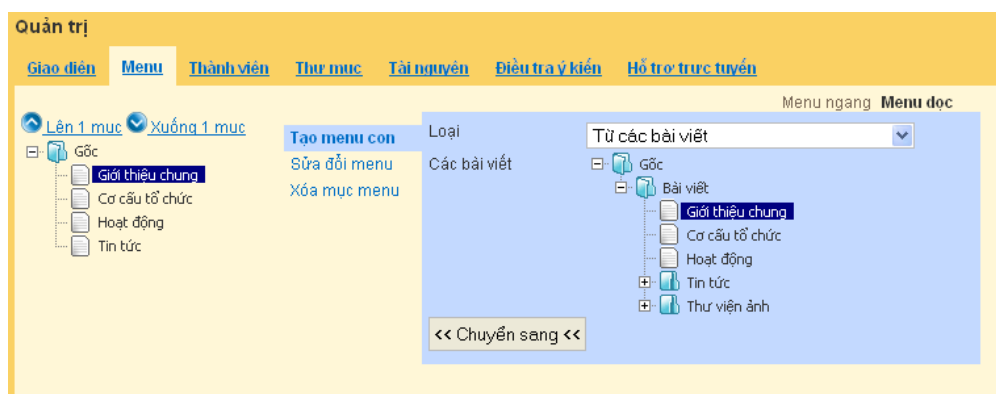 Quản trị
Giao diện Menu Thành viên Thư mục Tài nguyên Điều tra ý kiến Hỗ trợ trực tuyến
Menu ngang Menu dọc
Lên 1 mục Xuống 1 mục
Gốc
Giới thiệu chung
Cơ cấu tổ chức
Hoạt động
Tin tức
Tạo menu con
Sửa đổi menu
Xóa mục menu
Loại Từ các bài viết
Các bài viết
Gốc
Bài viết
Giới thiệu chung
Cơ cấu tổ chức
Hoạt động
Tin tức
Thư viện ảnh
<< Chuyển sang <<